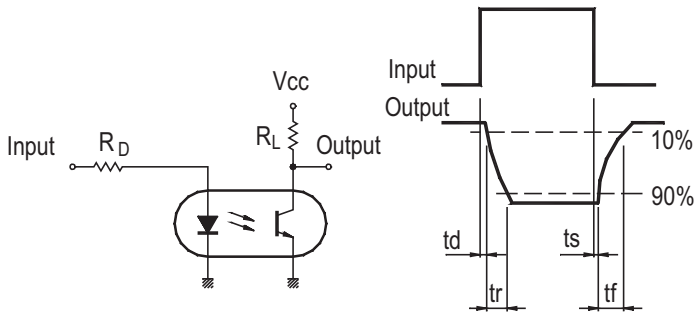 Vcc
R_L
Input R_D Output
Input
Output
10%
90%
td ts
tr tf